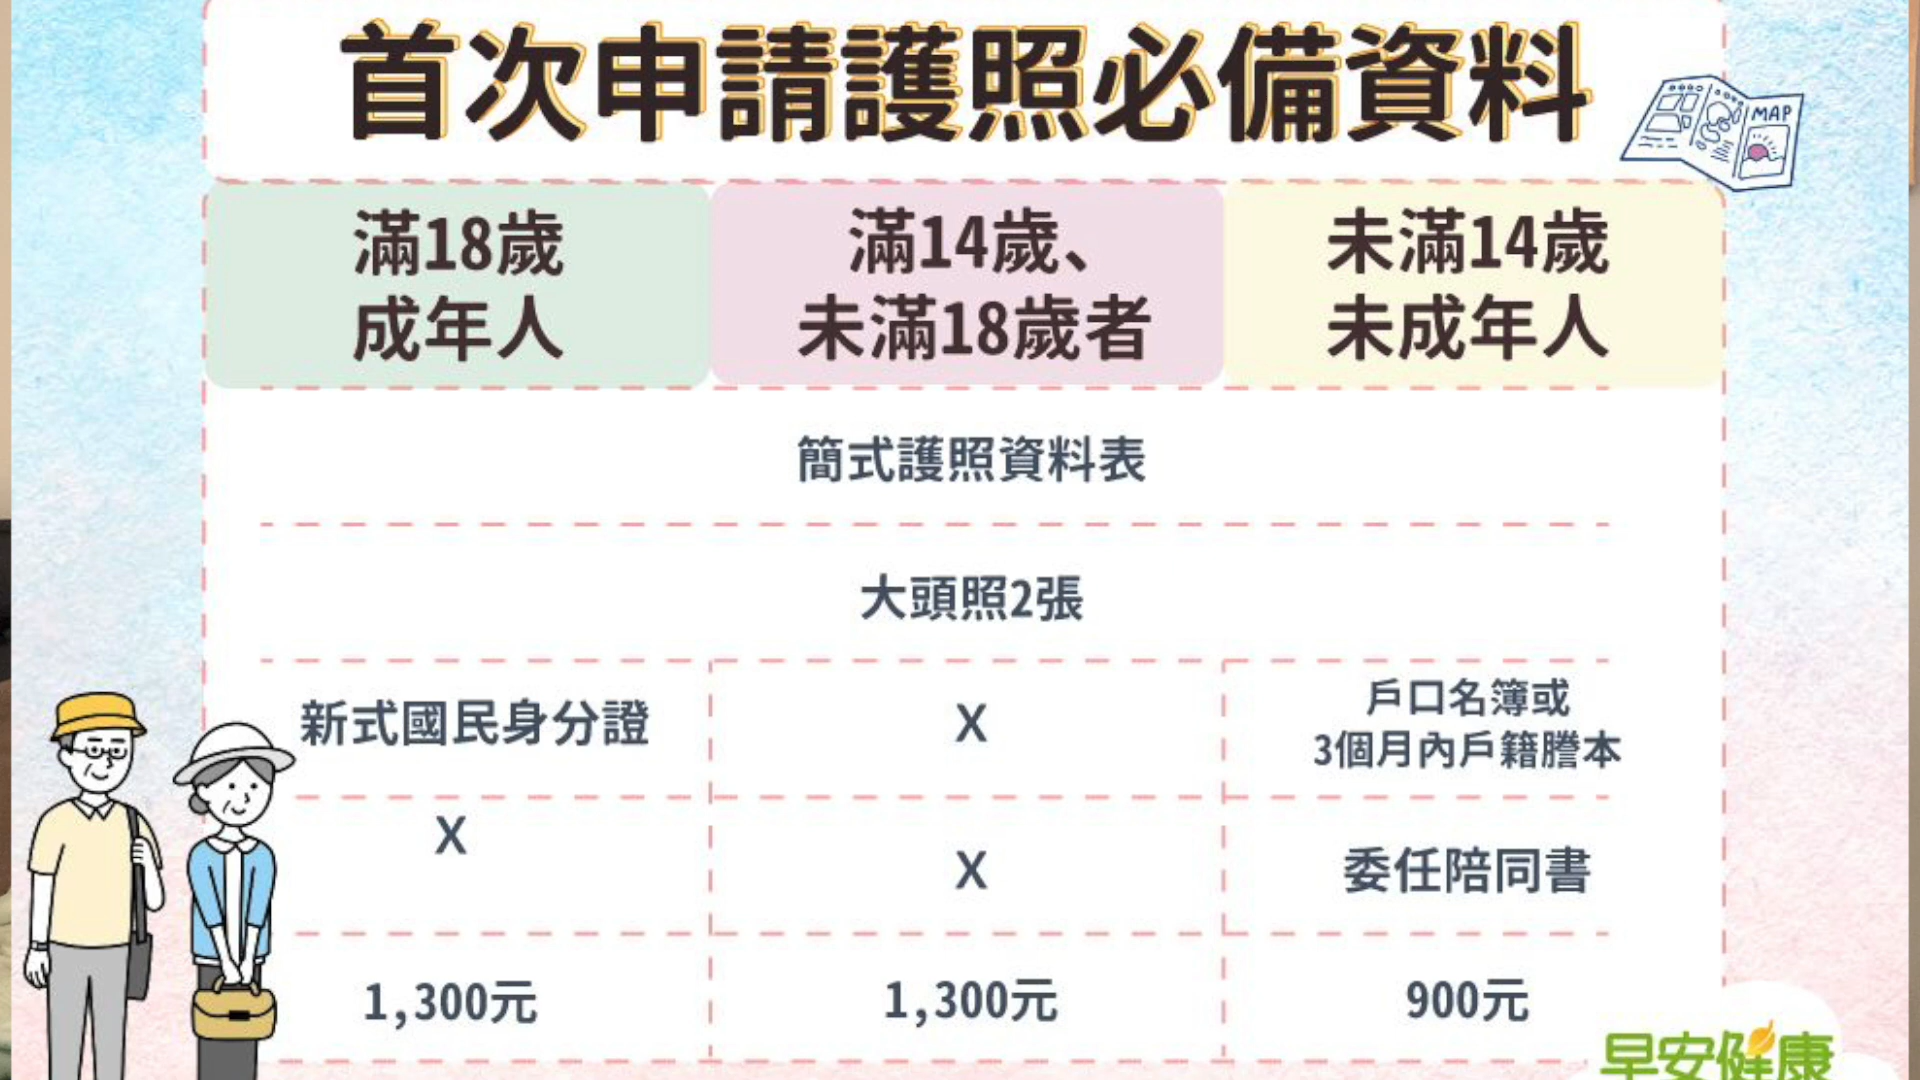 首次申請護照必備資料
MAP
滿18歲
成年人
滿14歲、
未滿18歲者
未滿14歲
未成年人
簡式護照資料表
大頭照2張
新式國民身分證
X
戶口名簿或
3個月內戶籍謄本
X
X
委任陪同書
1,300元
1,300元
900元
早安健康